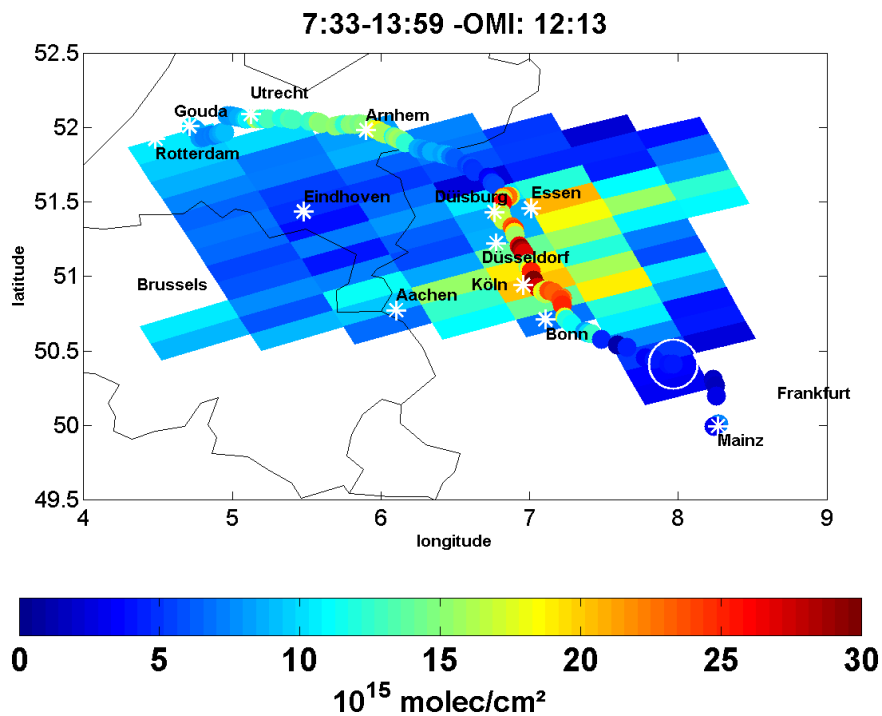 7:33-13:59 -OMI: 12:13
52.5
52
51.5
51
50.5
50
49.5
latitude
Utrecht
Gouda
Arnhem
Rotterdam
Eindhoven
Duisburg
Essen
Düsseldorf
Brussels
Köln
Aachen
Bonn
Frankfurt
Mainz
4 5 6 7 8 9
longitude
0 5 10 15 20 25 30
10¹⁵ molec/cm²